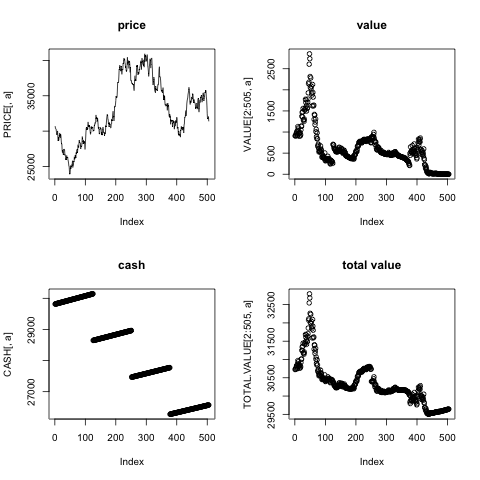 price
PRICE[, a]
35000
25000
0 100 200 300 400 500
Index
value
VALUE[2:505, a]
2500
1500
500
0
0 100 200 300 400 500
Index
cash
CASH[, a]
29000
27000
0 100 200 300 400 500
Index
total value
TOTAL.VALUE[2:505, a]
32500
31500
30500
29500
0 100 200 300 400 500
Index